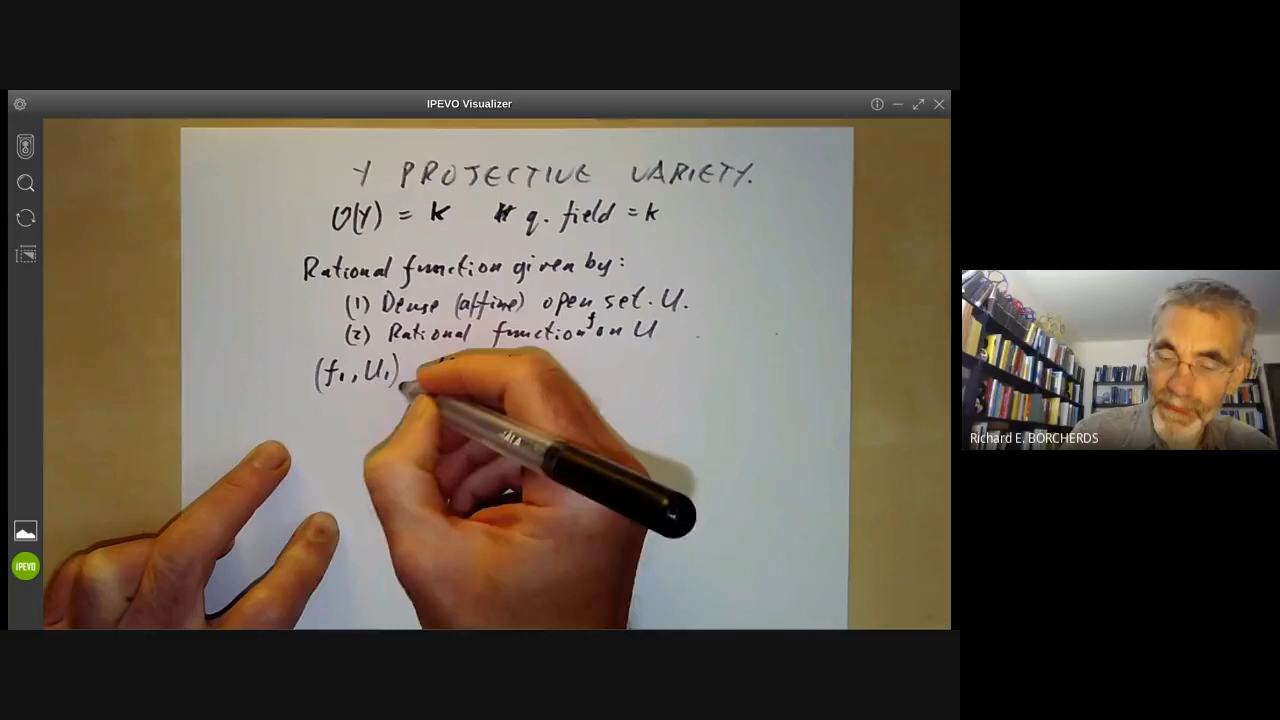 IPEVO Visualizer
Y PROJECTIVE VARIETY.
O(Y) = k q. field = k
Rational function given by:
(1) Dense (affine) open set. U.
(2) Rational function f on U
(f₁, U₁)
Richard E. BORCHERDS
IPEVO